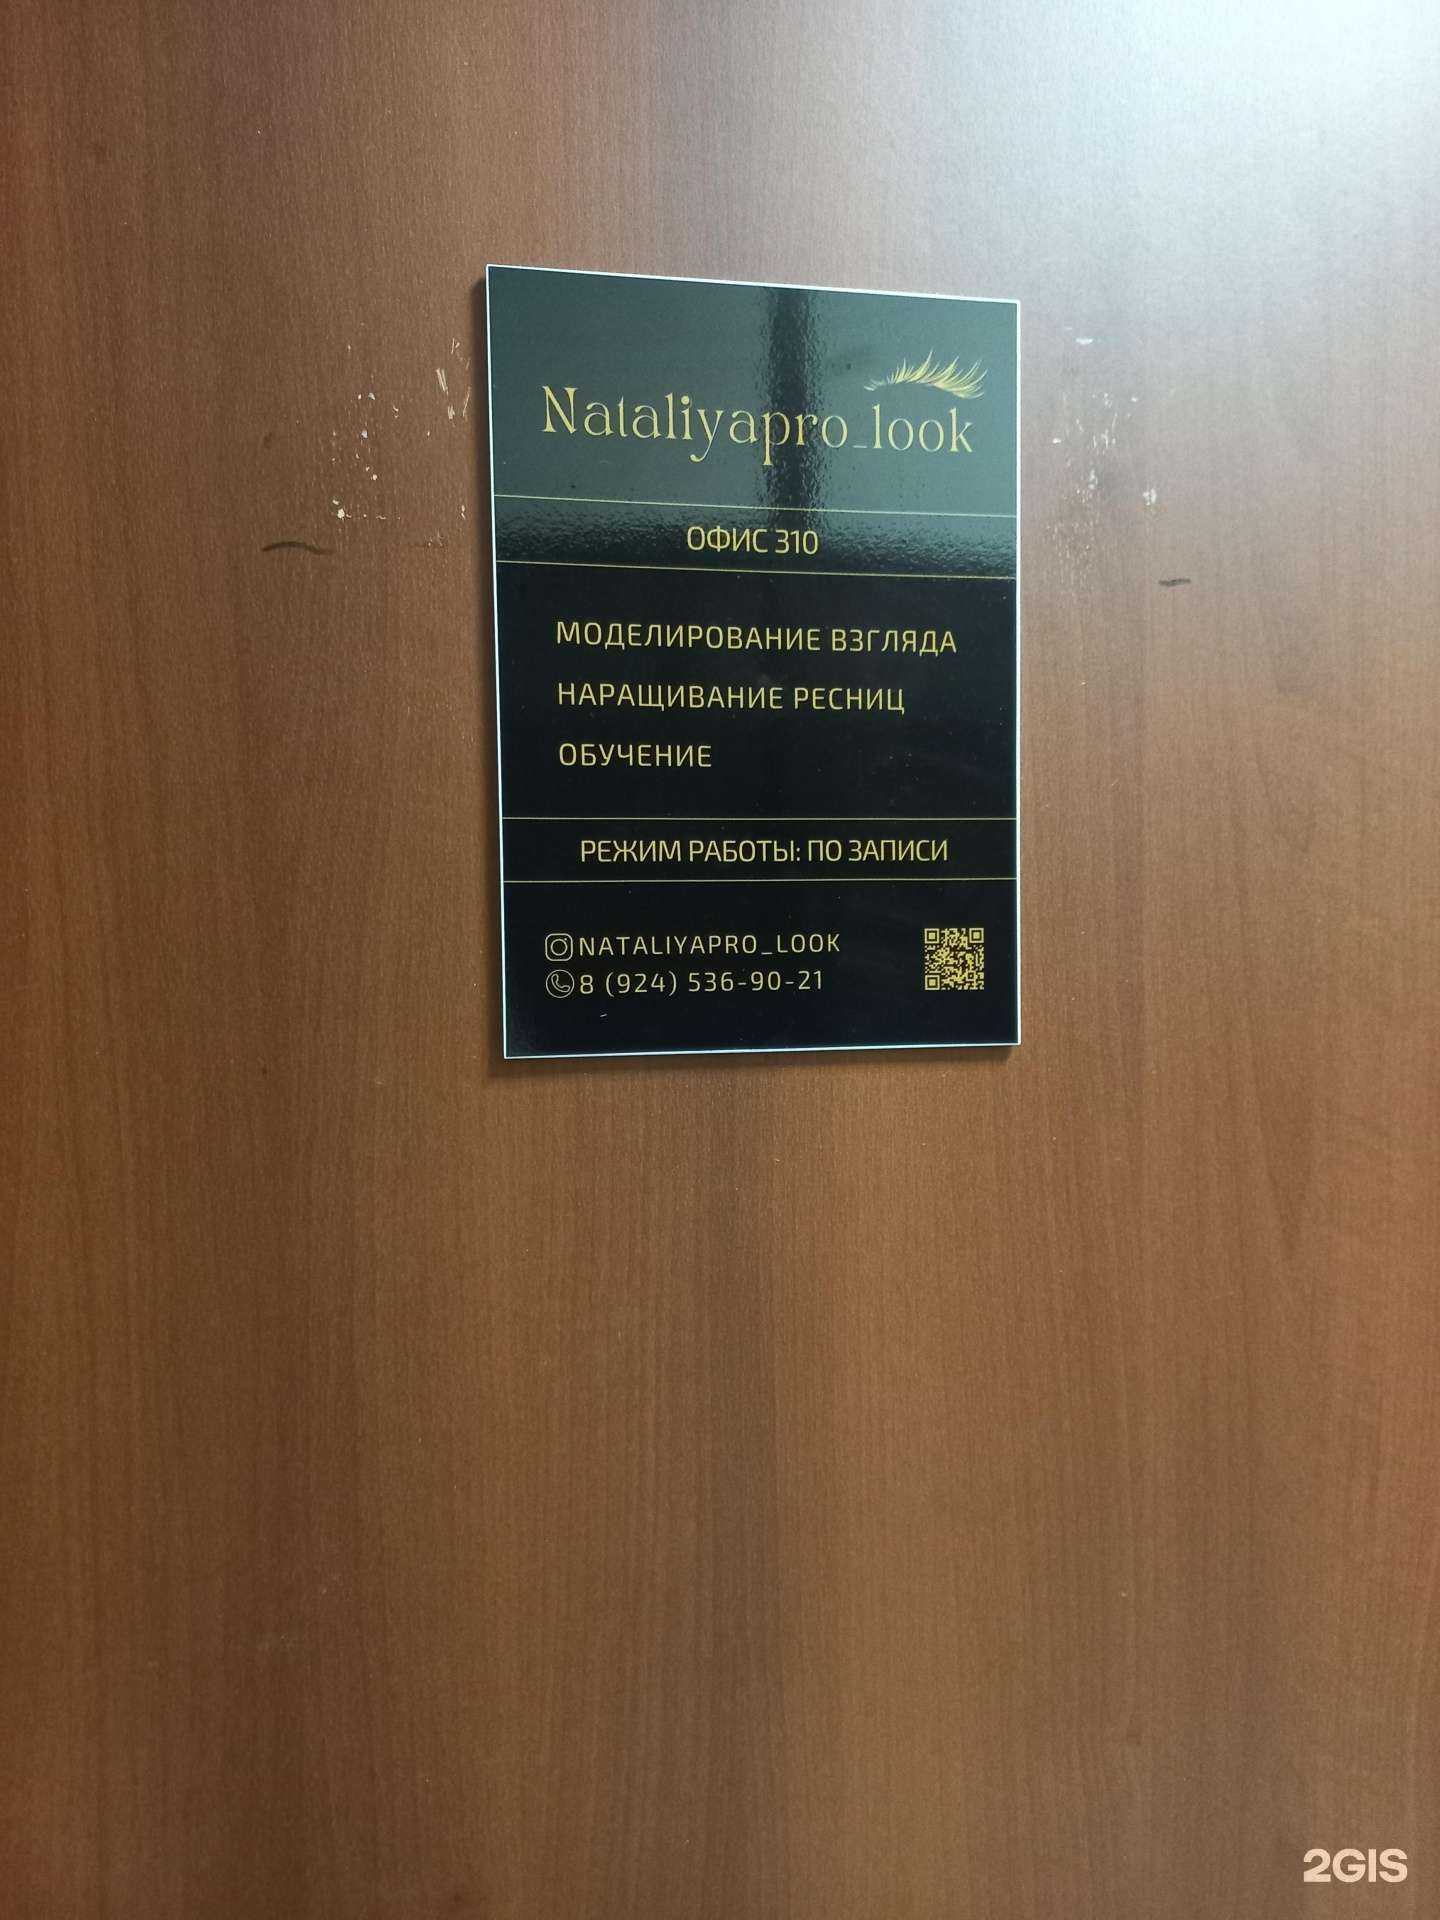 Nataliyapro_look
ОФИС 310
МОДЕЛИРОВАНИЕ ВЗГЛЯДА
НАРАЩИВАНИЕ РЕСНИЦ
ОБУЧЕНИЕ
РЕЖИМ РАБОТЫ: ПО ЗАПИСИ
NATALIYAPRO_LOOK
8 (924) 536-90-21
2GIS